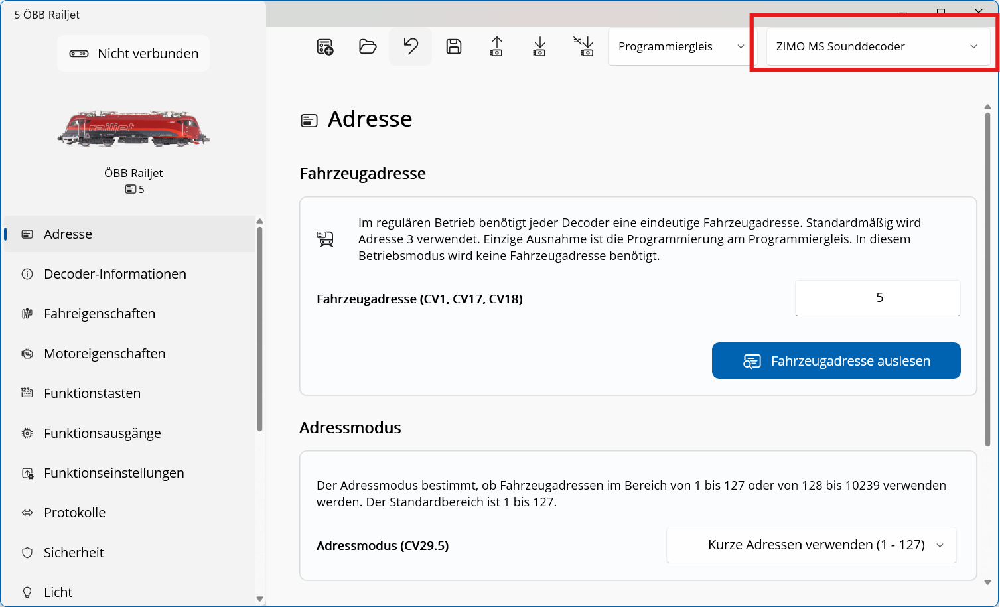 5 ÖBB Railjet
Nicht verbunden
Programmiergleis
ZIMO MS Sounddecoder
railjet
ÖBB Railjet
5
Adresse
Decoder-Informationen
Fahreigenschaften
Motoreigenschaften
Funktionstasten
Funktionsausgänge
Funktionseinstellungen
Protokolle
Sicherheit
Licht
Adresse
Fahrzeugadresse
Im regulären Betrieb benötigt jeder Decoder eine eindeutige Fahrzeugadresse. Standardmäßig wird
Adresse 3 verwendet. Einzige Ausnahme ist die Programmierung am Programmiergleis. In diesem
Betriebsmodus wird keine Fahrzeugadresse benötigt.
Fahrzeugadresse (CV1, CV17, CV18)
5
Fahrzeugadresse auslesen
Adressmodus
Der Adressmodus bestimmt, ob Fahrzeugadressen im Bereich von 1 bis 127 oder von 128 bis 10239 verwenden
werden. Der Standardbereich ist 1 bis 127.
Adressmodus (CV29.5)
Kurze Adressen verwenden (1 - 127)